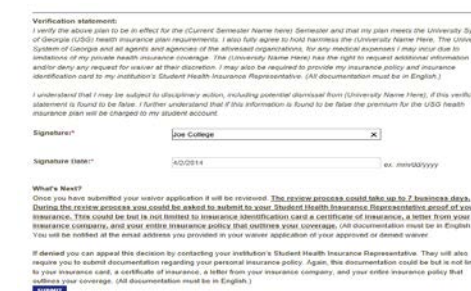 Verification statement:
I verify the above plan to be in effect for the (Current Semester Name here) Semester and that my plan meets the University Sy
of Georgia (USG) health insurance plan requirements. I also fully agree to hold harmless the (University Name Here, The Unive
System of Georgia and all agents and agencies of the aforesaid organizations, for any medical expenses I may incur due to
limitations of my private health insurance coverage. The (University Name Here) has the right to request additional information
and/or deny any request for waiver at their discretion. I may also be required to provide my insurance policy and insurance
identification card to my institution's Student Health Insurance Representative. (All documentation must be in English.)
I understand that I may be subject to disciplinary action, including potential dismissal from (University Name Here), if this verific
statement is found to be false. I further understand that if this information is found to be false the premium for the USG health
insurance plan will be charged to my student account.
Signature:* Joe College ×
Signature Date:* 4/2/2014 ex. mm/dd/yyyy
What's Next?
Once you have submitted your waiver application it will be reviewed. The review process could take up to 7 business days.
During the review process you could be asked to submit to your Student Health Insurance Representative proof of you
insurance. This could be but is not limited to insurance identification card a certificate of insurance, a letter from your
insurance company, and your entire insurance policy that outlines your coverage. (All documentation must be in English
You will be notified at the email address you provided in your waiver application of your approved or denied waiver.
If denied you can appeal this decision by contacting your institution's Student Health Insurance Representative. They will also
require you to submit documentation regarding your personal insurance policy. Again, this documentation could be but is not lim
to your insurance card, a certificate of insurance, a letter from your insurance company, and your entire insurance policy that
outlines your coverage. (All documentation must be in English.)
SUBMIT